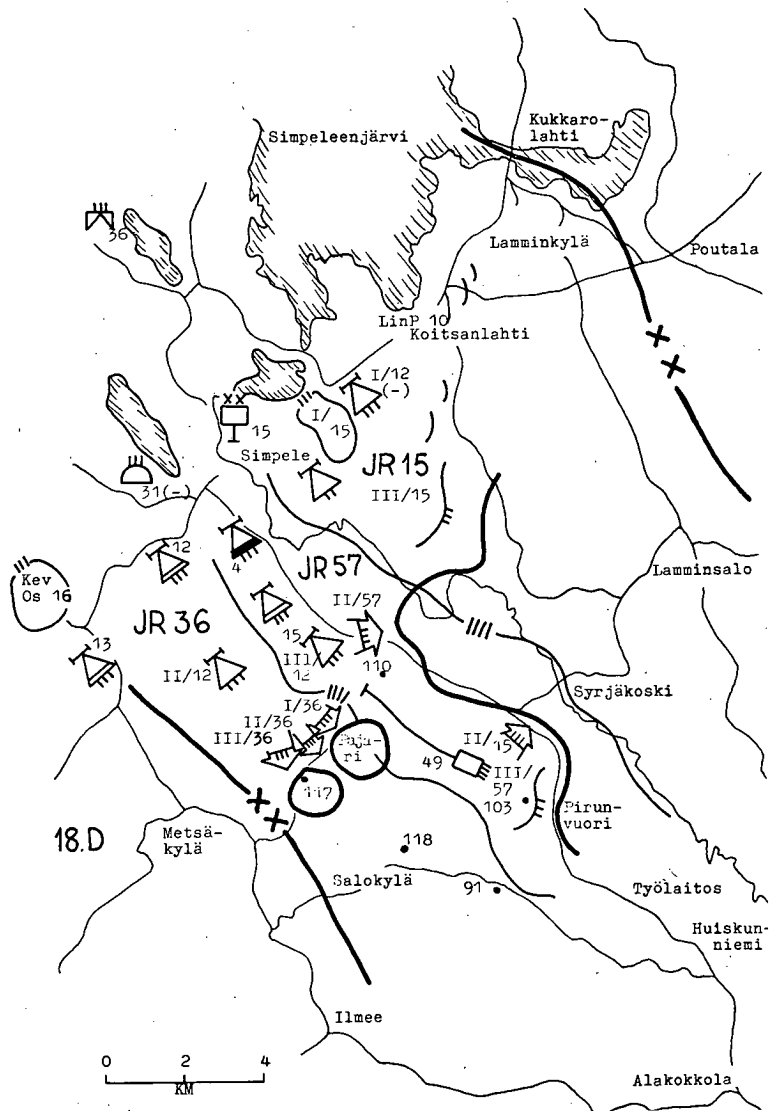 Kukkaro-
lahti
Simpeleenjärvi
36
Lamminkylä
Poutala
LinP 10
Koitsanlahti
I/12
(-)
I/
15
15
Simpele
JR 15
III/15
31(-)
12
4
JR 57
Lamminsalo
Kev
Os 16
JR 36
II/57
15
III/
12
13
II/12
110
Syrjäkoski
I/36
II/36
III/36
Paja-
ri
II/15
49
III/
57
103
Pirun-
vuori
117
18.D
Metsä-
kylä
118
Salokylä
91
Työlaitos
Huiskun-
niemi
Ilmee
0 2 4
KM
Alakokkola